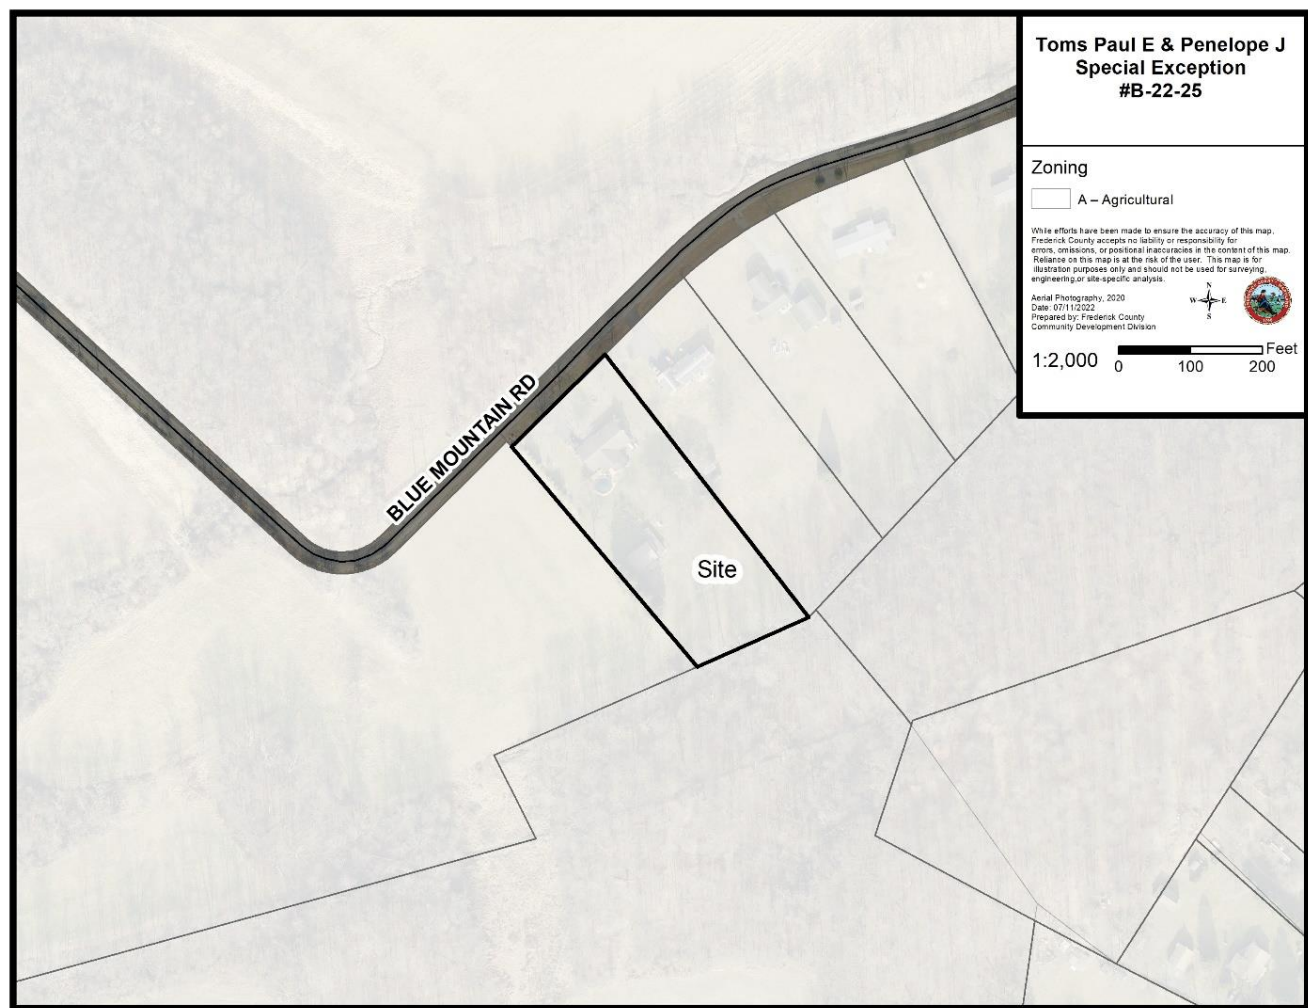 Toms Paul E & Penelope J
Special Exception
#B-22-25
Zoning
A – Agricultural
While efforts have been made to ensure the accuracy of this map,
Frederick County accepts no liability or responsibility for
errors, omissions, or positional inaccuracies in the content of this map.
Reliance on this map is at the risk of the user. This map is for
illustration purposes only and should not be used for surveying,
engineering,or site-specific analysis.
Aerial Photography, 2020
Date: 07/11/2022
Prepared by: Frederick County
Community Development Division
N
W E
S
1:2,000
Feet
0 100 200
BLUE MOUNTAIN RD
Site